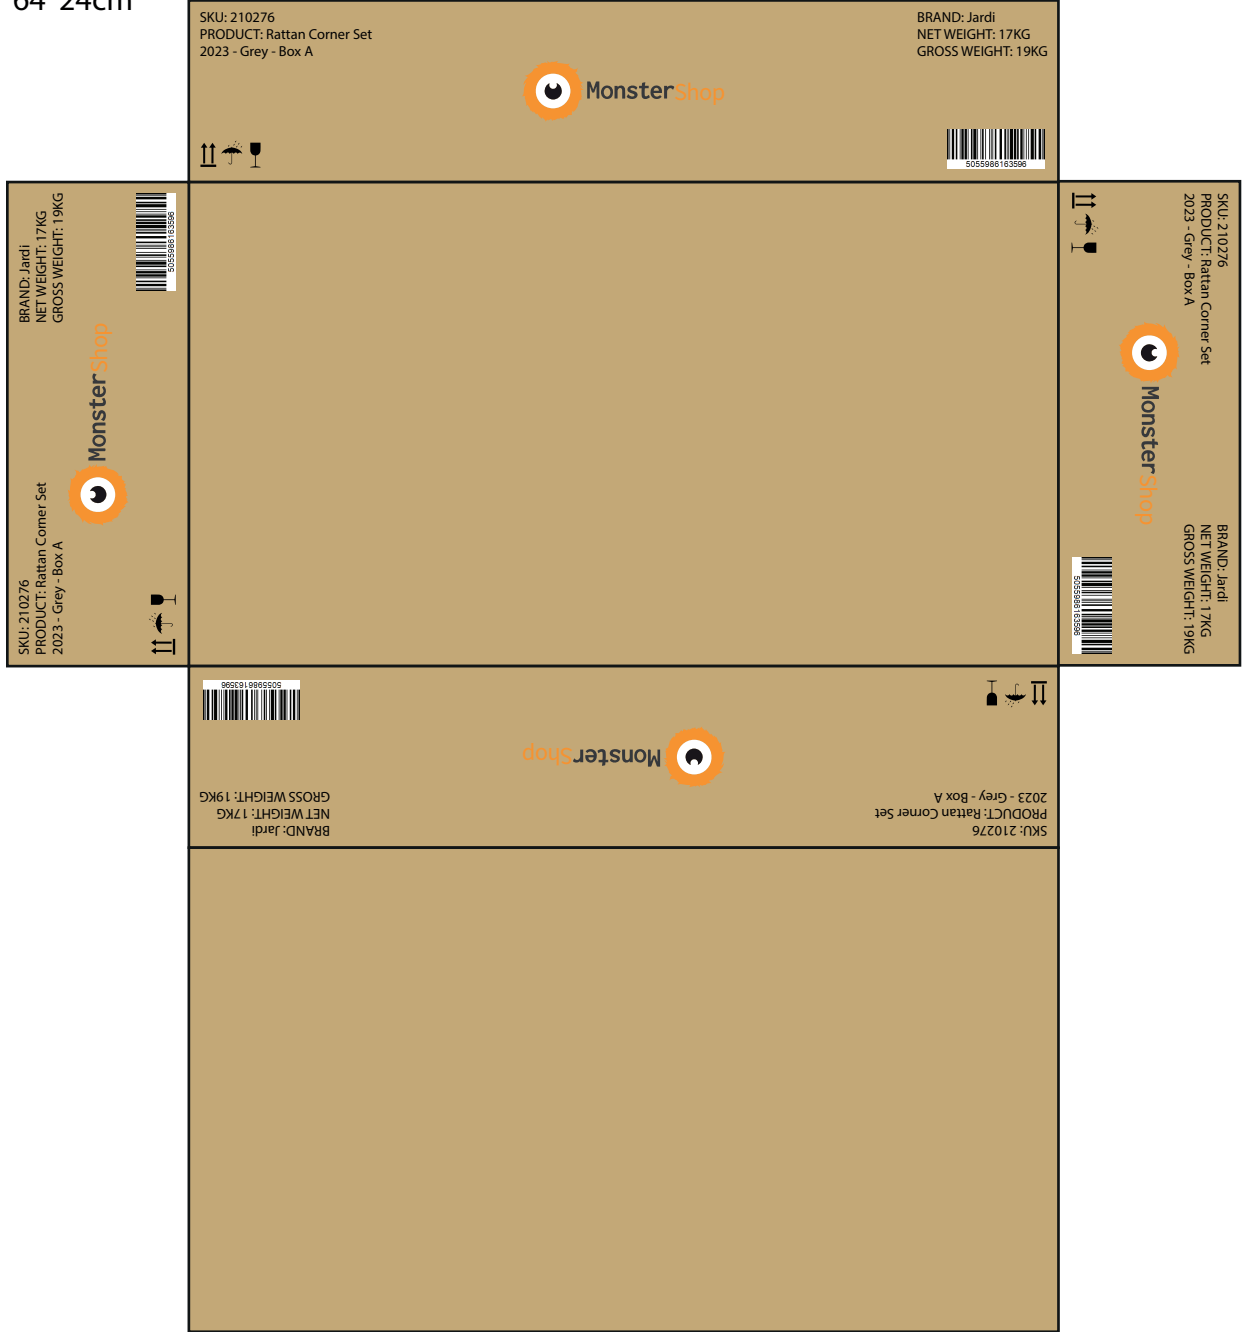 64*24cm
SKU: 210276
PRODUCT: Rattan Corner Set
2023 - Grey - Box A
BRAND: Jardi
NET WEIGHT: 17KG
GROSS WEIGHT: 19KG
MonsterShop
5055986163596
BRAND: Jardi
NET WEIGHT: 17KG
GROSS WEIGHT: 19KG
5055986163596
MonsterShop
SKU: 210276
PRODUCT: Rattan Corner Set
2023 - Grey - Box A
SKU: 210276
PRODUCT: Rattan Corner Set
2023 - Grey - Box A
MonsterShop
BRAND: Jardi
NET WEIGHT: 17KG
GROSS WEIGHT: 19KG
5055986163596
SKU: 210276
PRODUCT: Rattan Corner Set
2023 - Grey - Box A
BRAND: Jardi
NET WEIGHT: 17KG
GROSS WEIGHT: 19KG
MonsterShop
5055986163596